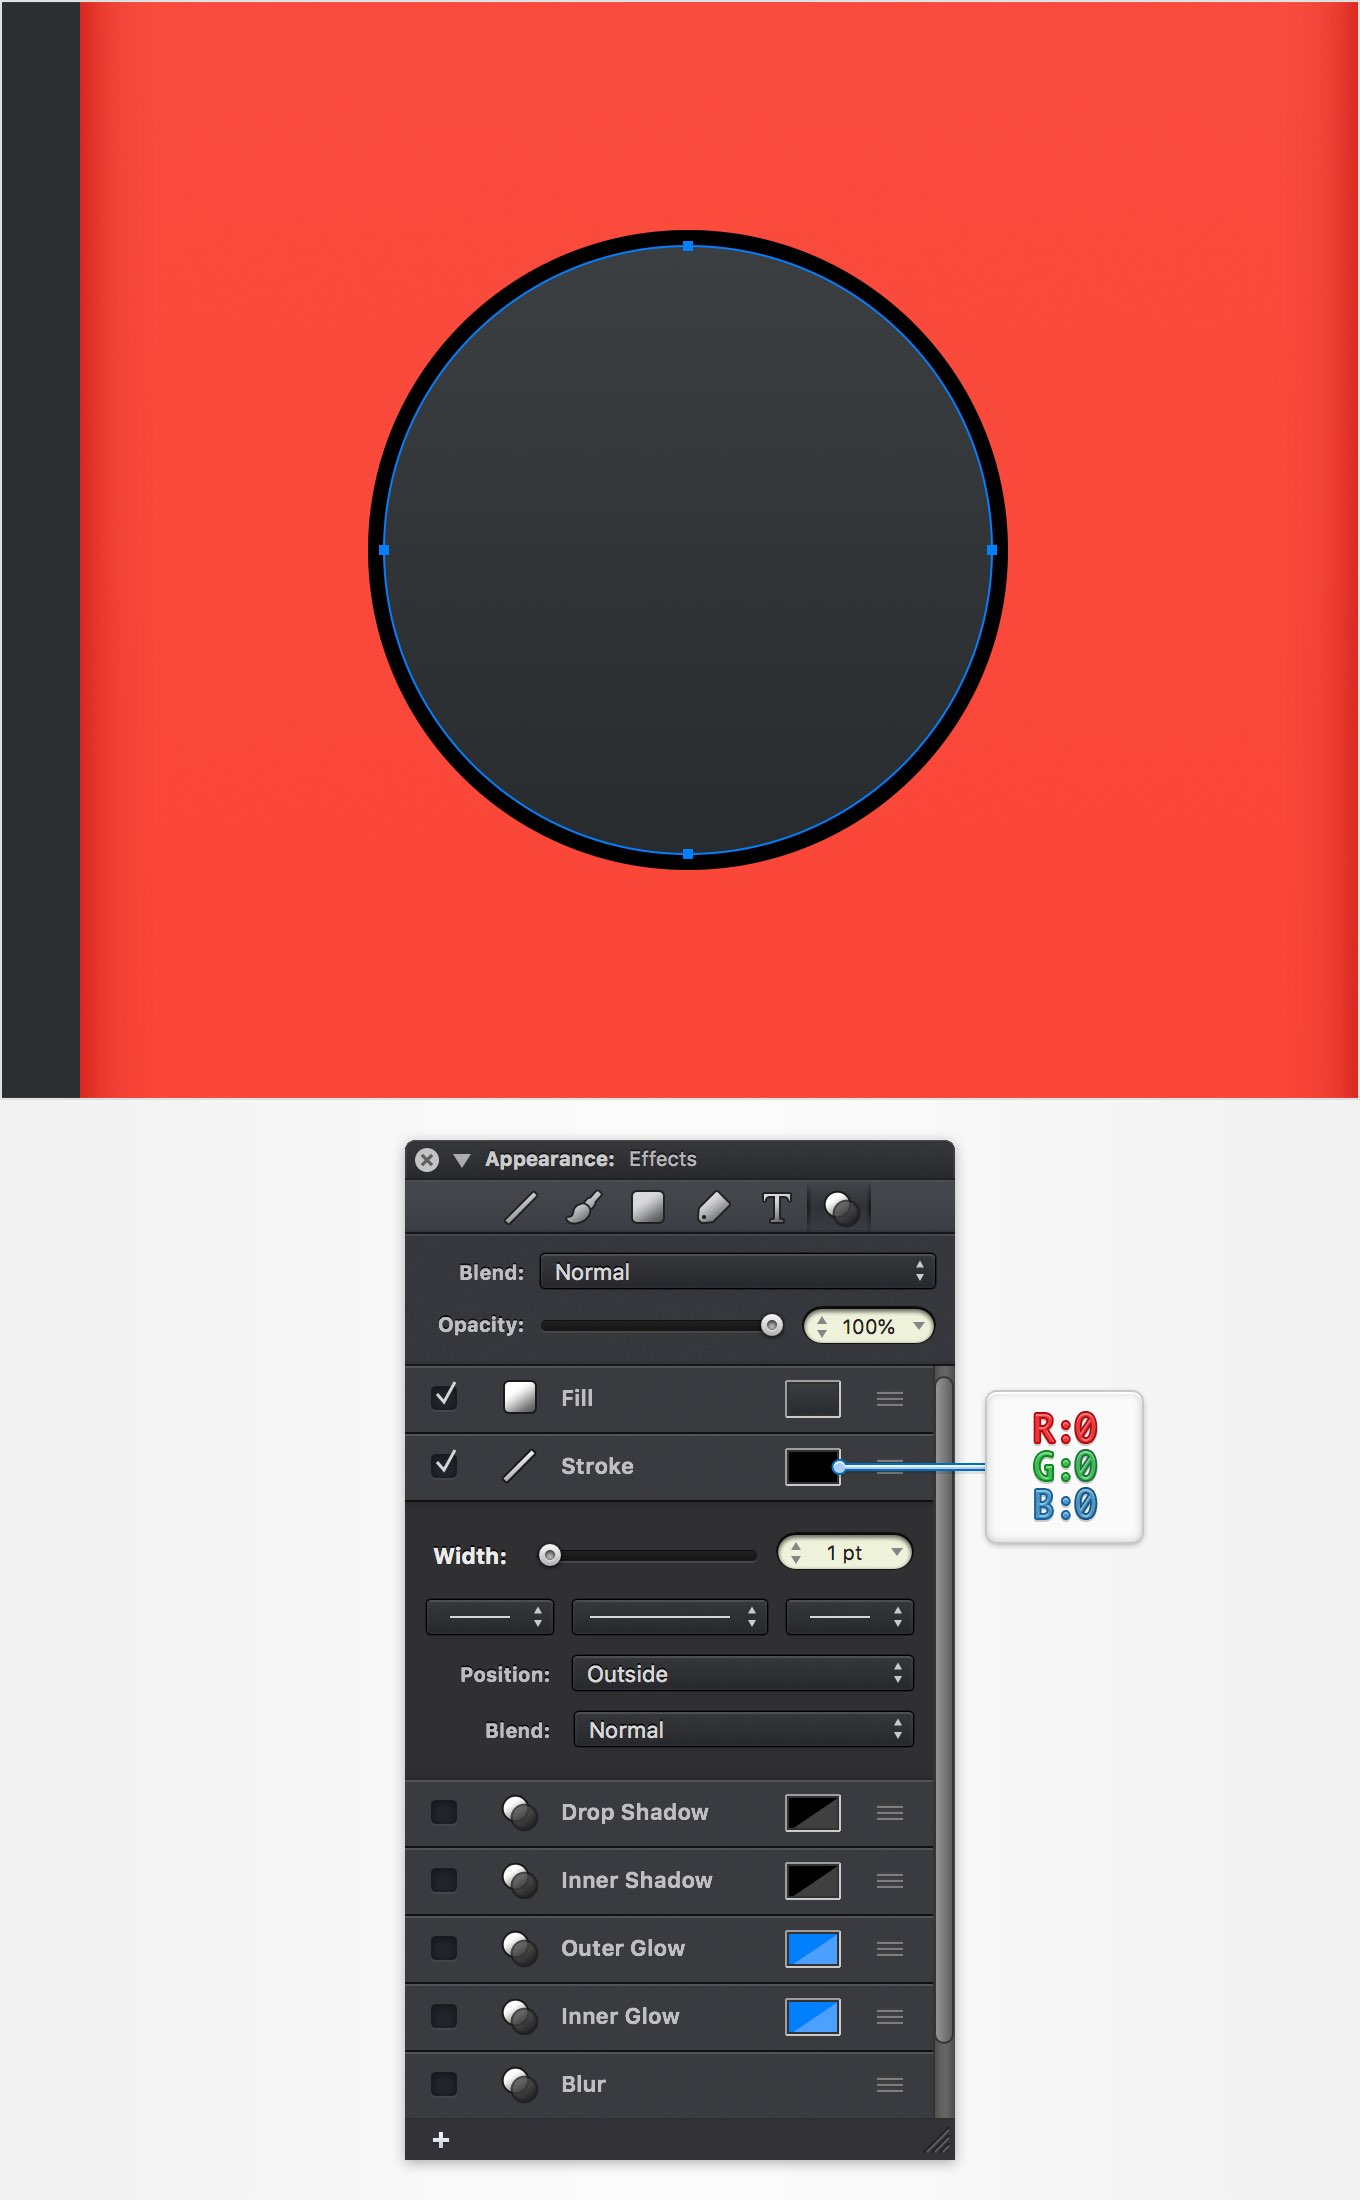 Appearance: Effects
T
Blend: Normal
Opacity: 100%
Fill
Stroke
R:0
G:0
B:0
Width: 1 pt
Position: Outside
Blend: Normal
Drop Shadow
Inner Shadow
Outer Glow
Inner Glow
Blur